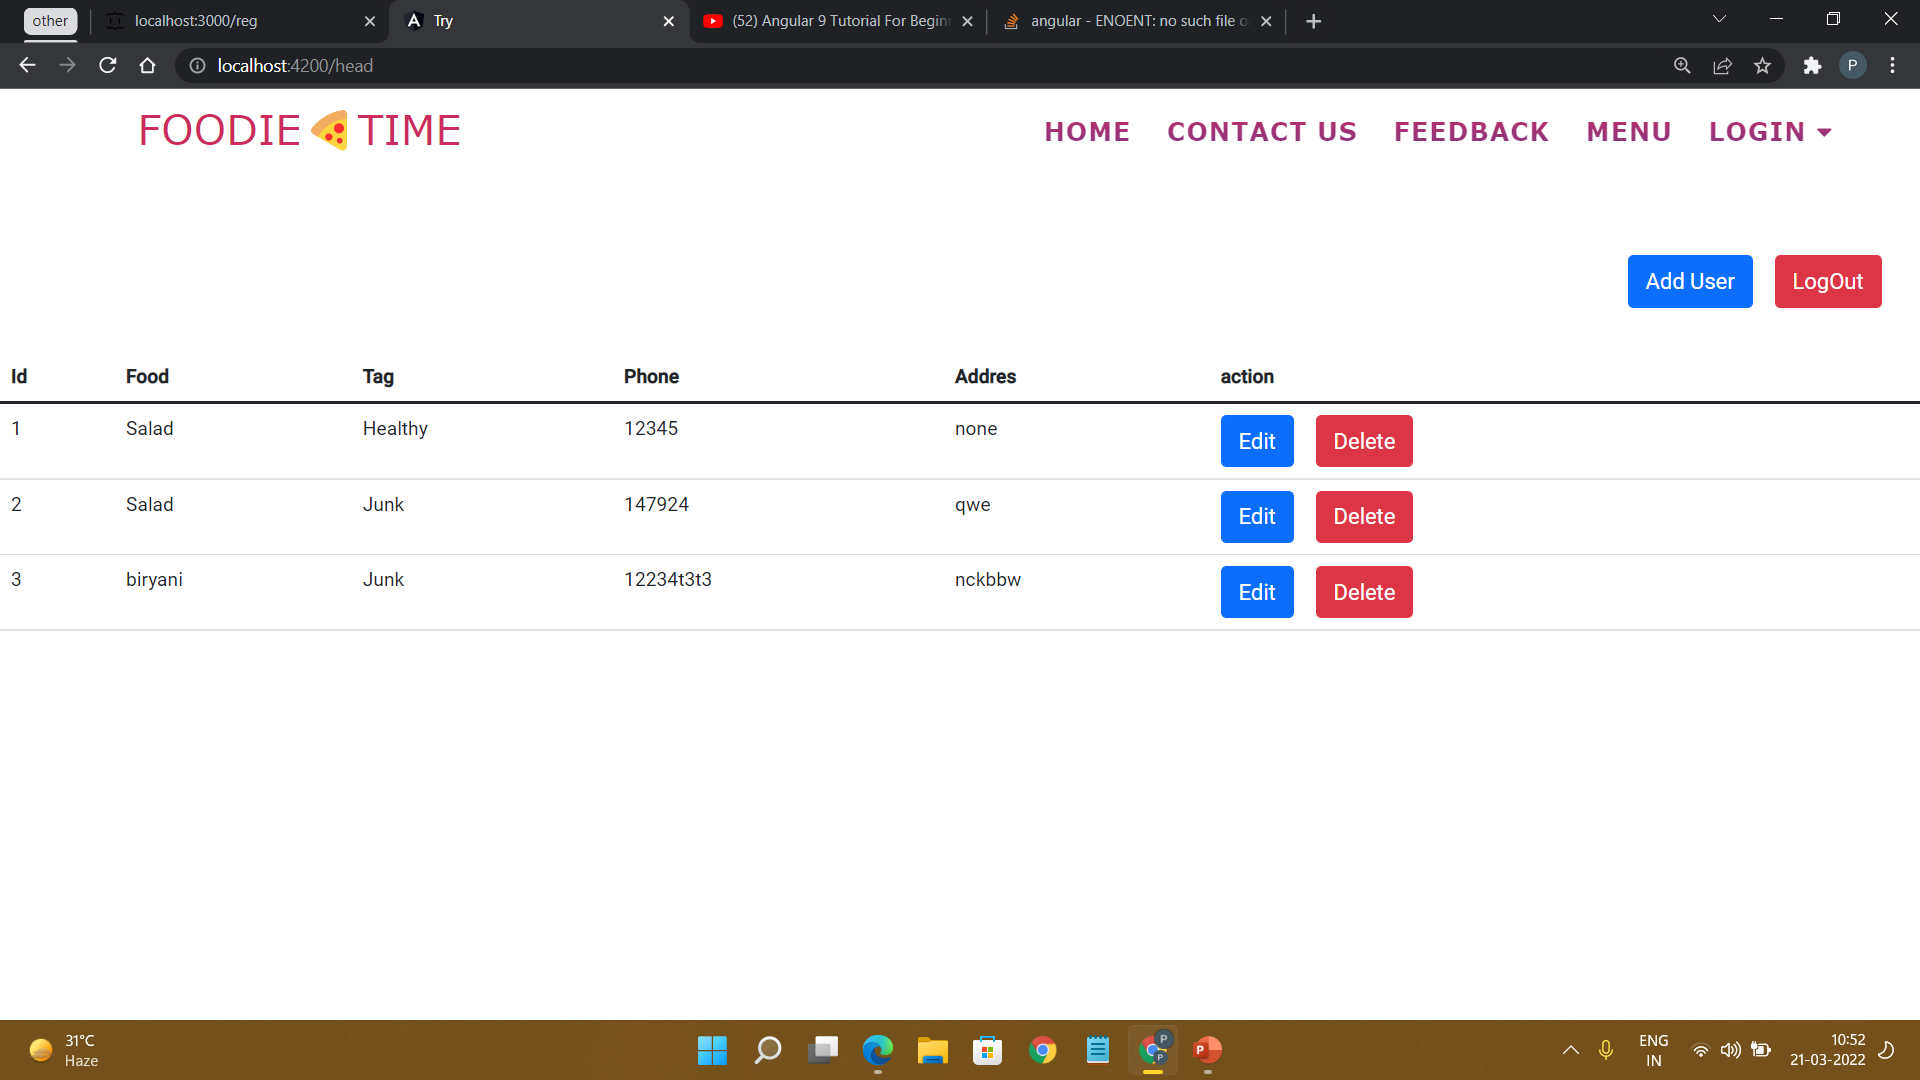 other
localhost:3000/reg
Try
(52) Angular 9 Tutorial For Begin
angular - ENOENT: no such file o
localhost:4200/head
P
FOODIE TIME
HOME CONTACT US FEEDBACK MENU LOGIN
Add User LogOut
Id Food Tag Phone Addres action
1 Salad Healthy 12345 none Edit Delete
2 Salad Junk 147924 qwe Edit Delete
3 biryani Junk 12234t3t3 nckbbw Edit Delete
31°C
Haze
P
P
P
ENG
IN
10:52
21-03-2022